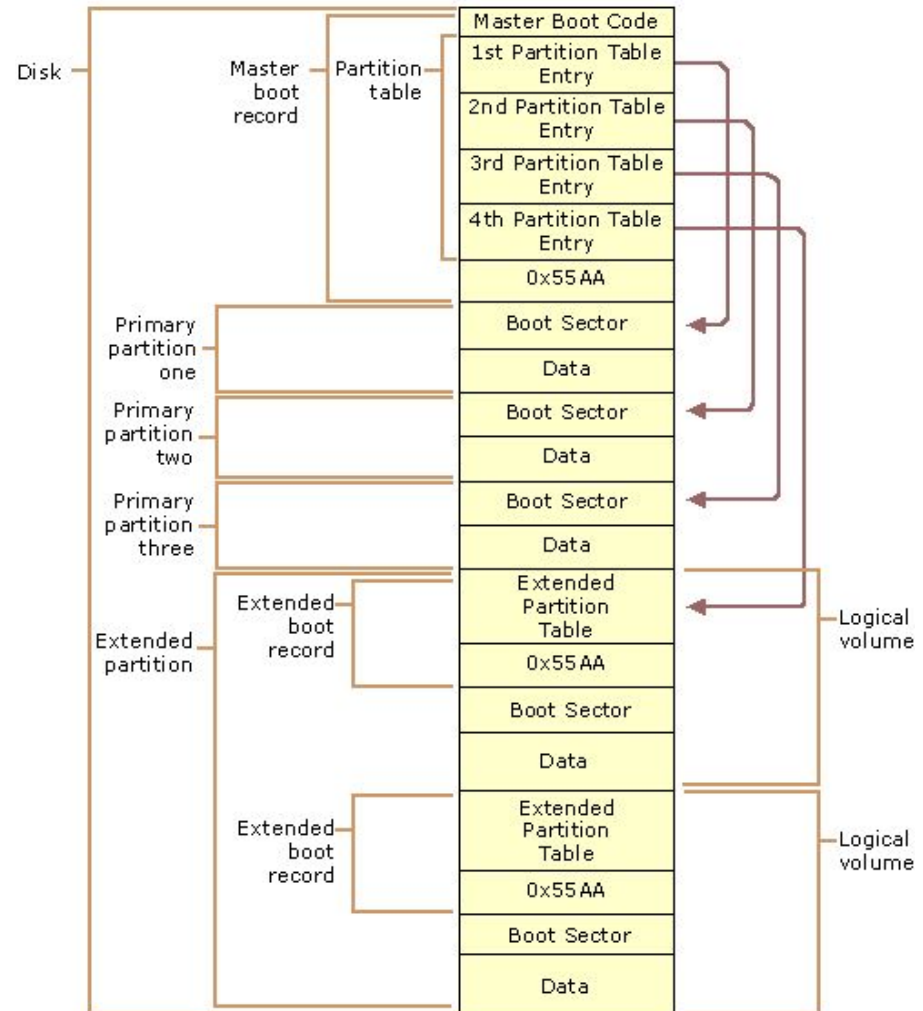 Disk
Master
boot
record
Partition
table
Master Boot Code
1st Partition Table
Entry
2nd Partition Table
Entry
3rd Partition Table
Entry
4th Partition Table
Entry
0x55AA
Primary
partition
one
Boot Sector
Data
Primary
partition
two
Boot Sector
Data
Primary
partition
three
Boot Sector
Data
Extended
partition
Extended
boot
record
Extended
Partition
Table
0x55AA
Boot Sector
Data
Logical
volume
Extended
boot
record
Extended
Partition
Table
0x55AA
Boot Sector
Data
Logical
volume